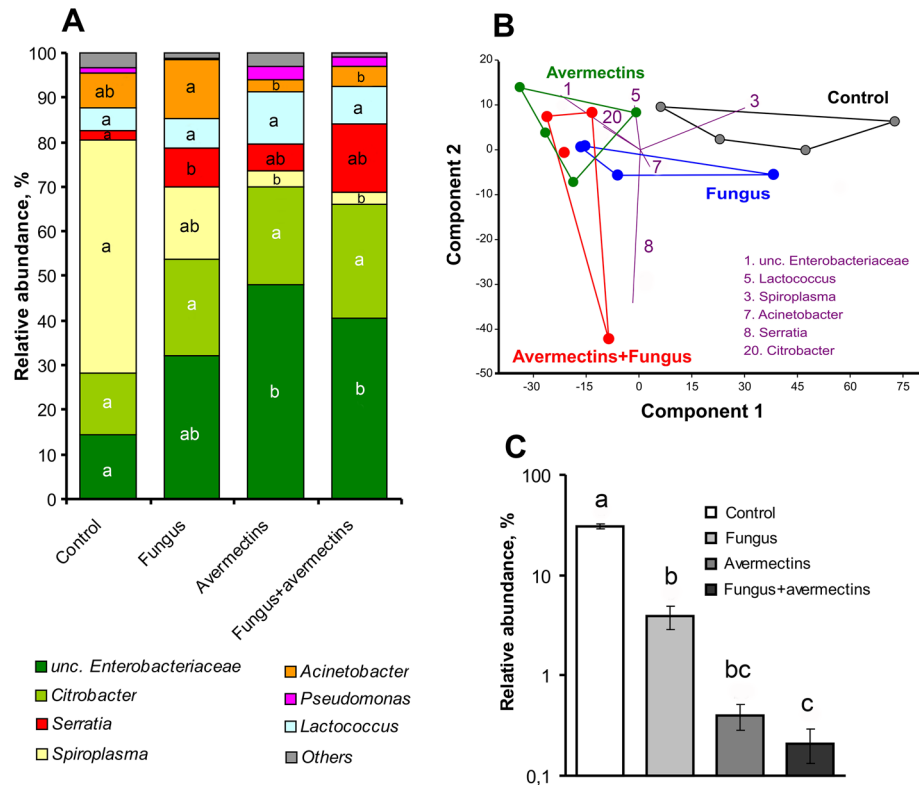 A
Relative abundance, %
100
90
80
70
60
50
40
30
20
10
0
ab
a
a
a
a
a
a
a
b
ab
a
ab
b
a
ab
b
a
b
b
a
ab
b
a
b
Control
Fungus
Avermectins
Fungus+avermectins
unc. Enterobacteriaceae
Citrobacter
Serratia
Spiroplasma
Acinetobacter
Pseudomonas
Lactococcus
Others
B
Component 2
20
10
0
-10
-20
-30
-40
-50
Avermectins
Control
Fungus
Avermectins+Fungus
1
5
3
20
7
8
1. unc. Enterobacteriaceae
5. Lactococcus
3. Spiroplasma
7. Acinetobacter
8. Serratia
20. Citrobacter
-30 -15 0 15 30 45 60 75
Component 1
C
Relative abundance, %
100
10
1
0,1
a
b
bc
c
Control
Fungus
Avermectins
Fungus+avermectins